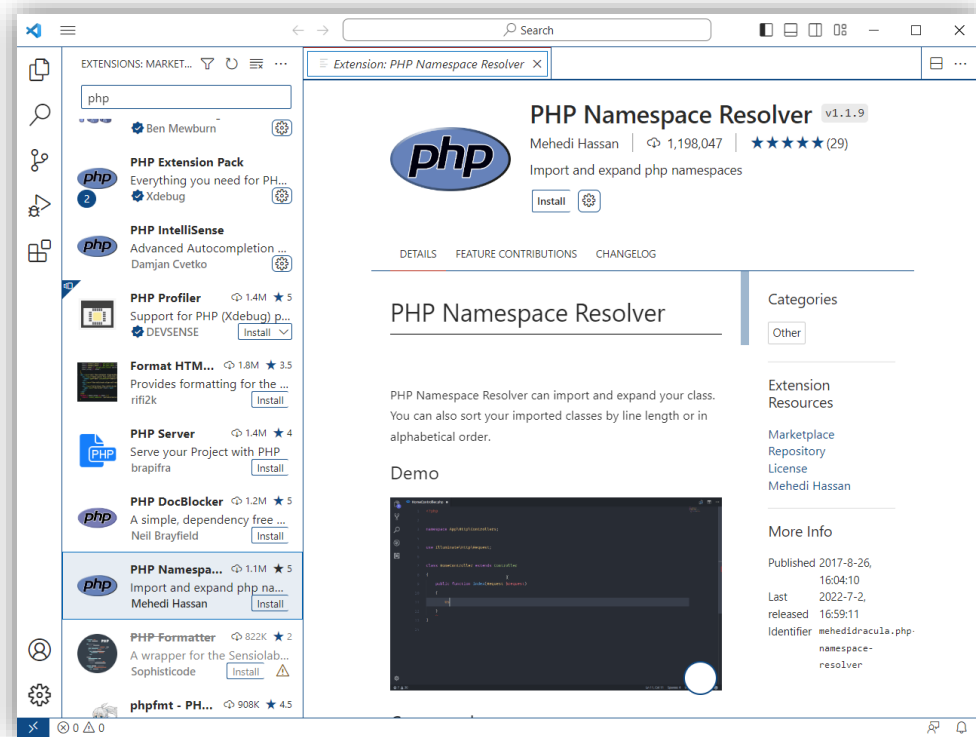 Search
EXTENSIONS: MARKET...
Extension: PHP Namespace Resolver
php
Ben Mewburn
php
PHP Extension Pack
Everything you need for PH...
Xdebug
2
php
PHP IntelliSense
Advanced Autocompletion ...
Damjan Cvetko
PHP Profiler 1.4M ★ 5
Support for PHP (Xdebug) p...
DEVSENSE Install
Format HTM... 1.8M ★ 3.5
Provides formatting for the ...
rifi2k Install
PHP
PHP Server 1.4M ★ 4
Serve your Project with PHP
brapifra Install
php
PHP DocBlocker 1.2M ★ 5
A simple, dependency free ...
Neil Brayfield Install
php
PHP Namespa... 1.1M ★ 5
Import and expand php na...
Mehedi Hassan Install
PHP Formatter 822K ★ 2
A wrapper for the Sensiolab...
Sophisticode Install
phpfmt - PH... 908K ★ 4.5
php
PHP Namespace Resolver v1.1.9
Mehedi Hassan 1,198,047 ★★★★★(29)
Import and expand php namespaces
Install
DETAILS FEATURE CONTRIBUTIONS CHANGELOG
PHP Namespace Resolver
PHP Namespace Resolver can import and expand your class.
You can also sort your imported classes by line length or in
alphabetical order.
Demo
Categories
Other
Extension
Resources
Marketplace
Repository
License
Mehedi Hassan
More Info
Published 2017-8-26,
16:04:10
Last 2022-7-2,
released 16:59:11
Identifier mehedidracula.php-
namespace-
resolver
0 0